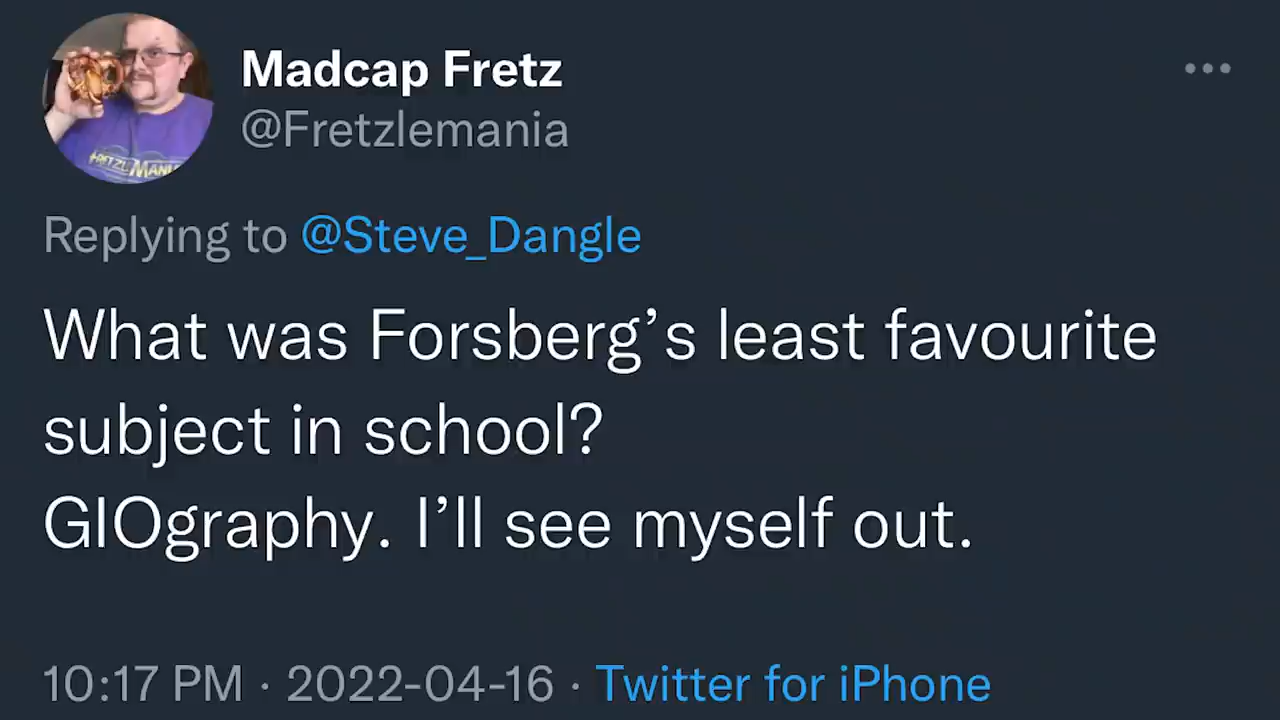 Madcap Fretz
@Fretzlemania
Replying to @Steve_Dangle
What was Forsberg’s least favourite
subject in school?
GIOgraphy. I’ll see myself out.
10:17 PM · 2022-04-16 · Twitter for iPhone